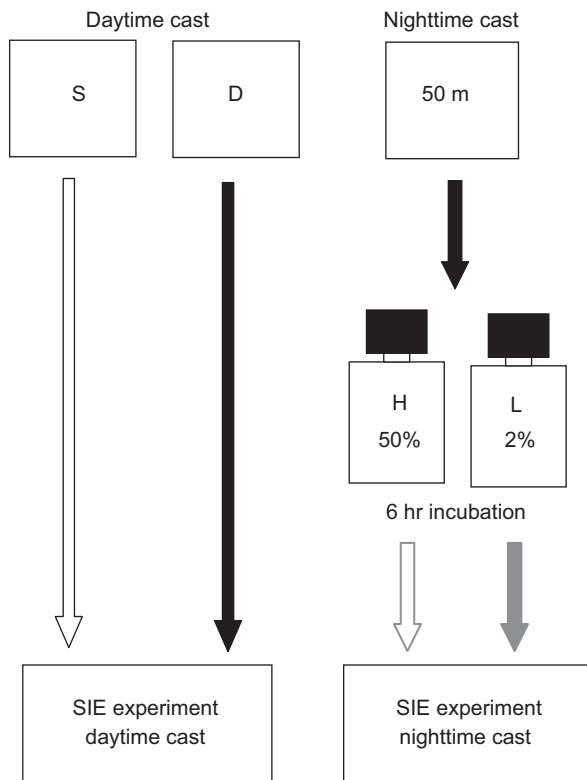 Daytime cast
Nighttime cast
S
D
50 m
H
50%
L
2%
6 hr incubation
SIE experiment
daytime cast
SIE experiment
nighttime cast